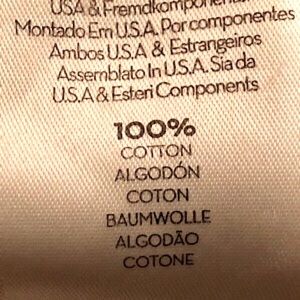 USA & Fremdkomponenten
Montado Em U.S.A. Por componentes
Ambos U.S.A & Estrangeiros
Assemblato In U.S.A. Sia da
U.S.A & Esteri Components
100%
COTTON
ALGODÓN
COTON
BAUMWOLLE
ALGODÃO
COTONE